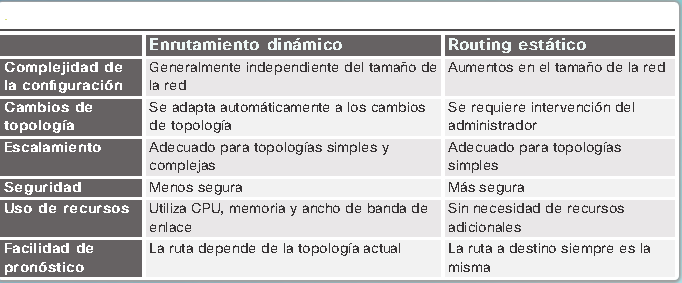 Enrutamiento dinámico Routing estático
Complejidad de la configuración Generalmente independiente del tamaño de la red Aumentos en el tamaño de la red
Cambios de topología Se adapta automáticamente a los cambios de topología Se requiere intervención del administrador
Escalamiento Adecuado para topologías simples y complejas Adecuado para topologías simples
Seguridad Menos segura Más segura
Uso de recursos Utiliza CPU, memoria y ancho de banda de enlace Sin necesidad de recursos adicionales
Facilidad de pronóstico La ruta depende de la topología actual La ruta a destino siempre es la misma